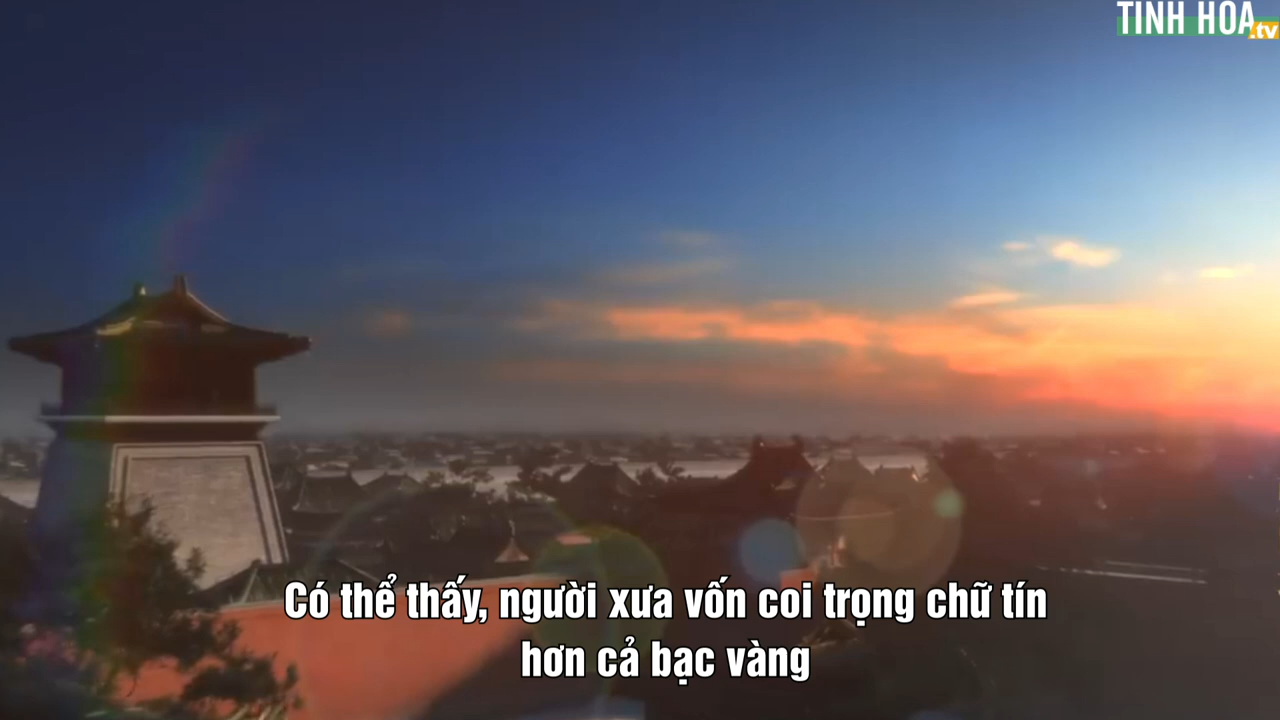 TINH HOA
.tv
Có thể thấy, người xưa vốn coi trọng chữ tín
hơn cả bạc vàng